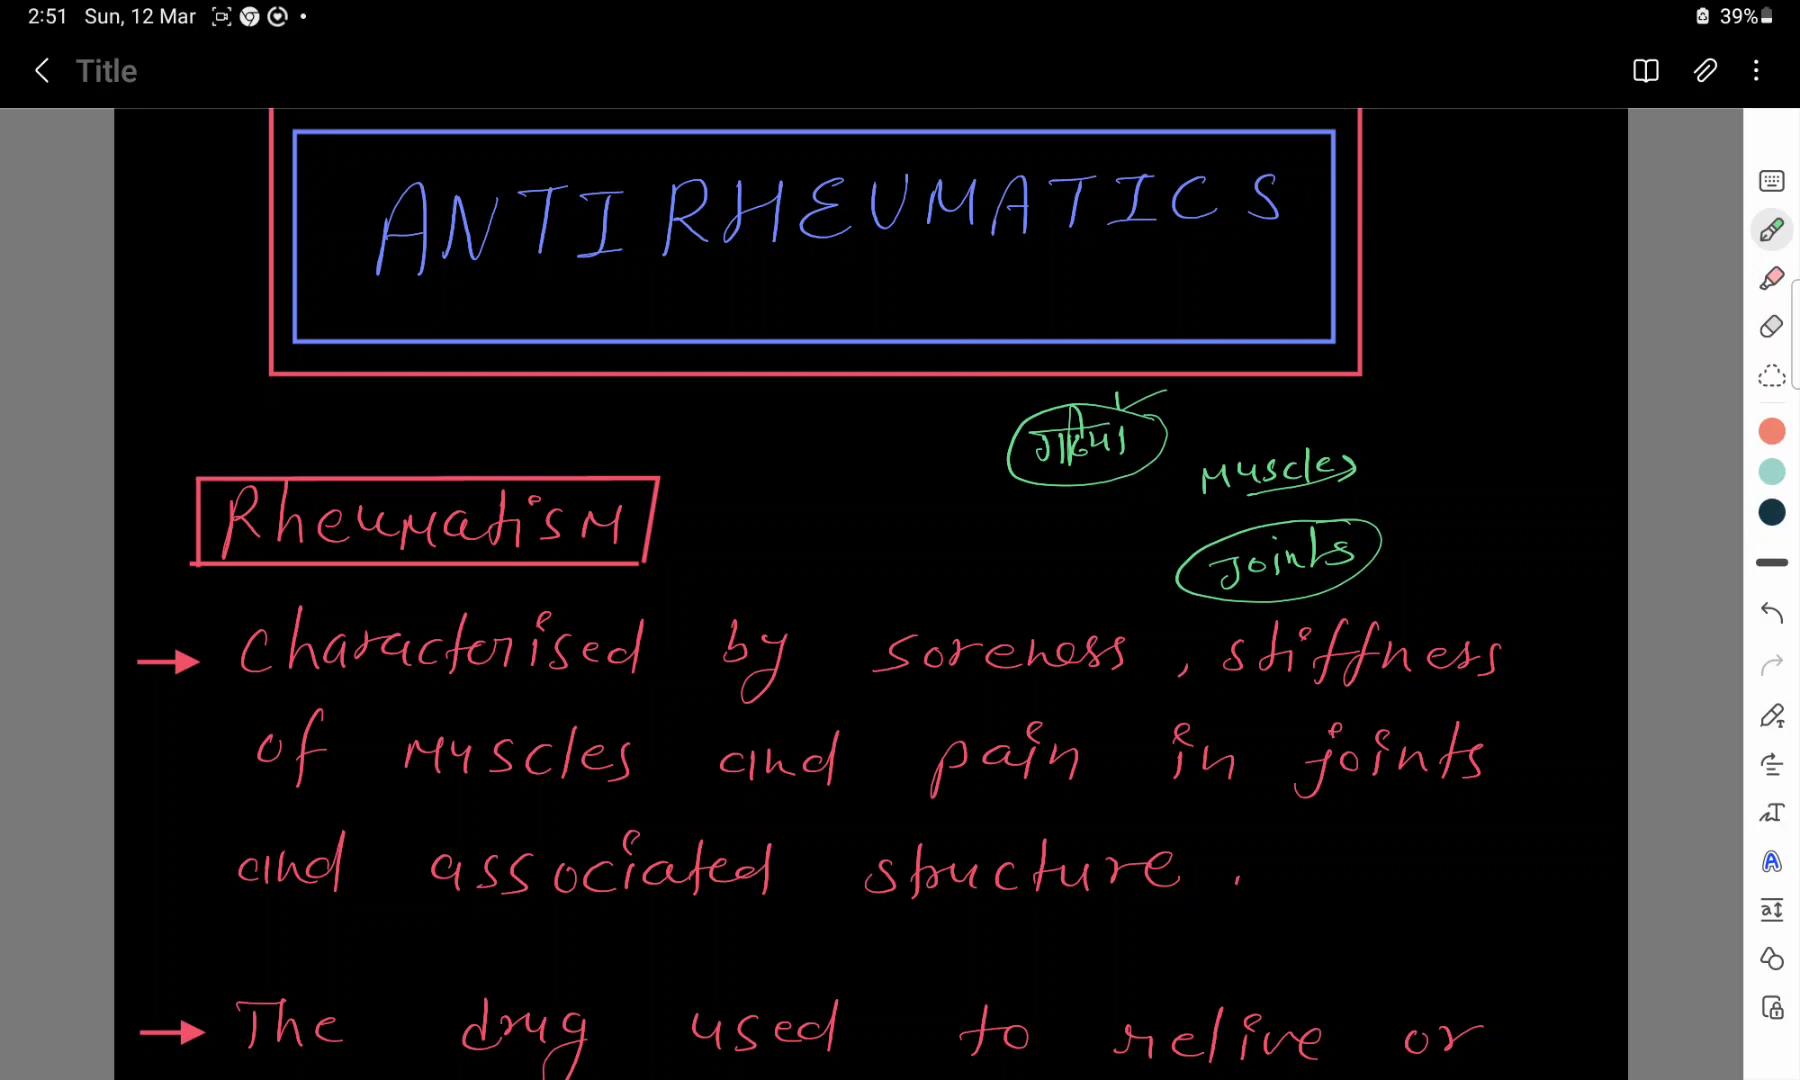 2:51 Sun, 12 Mar
39%
Title
ANTIRHEUMATICS
गठिया
Muscles
Rheumatism
Joints
Characterised by soreness, stiffness
of muscles and pain in joints
and associated structure.
The drug used to relive or